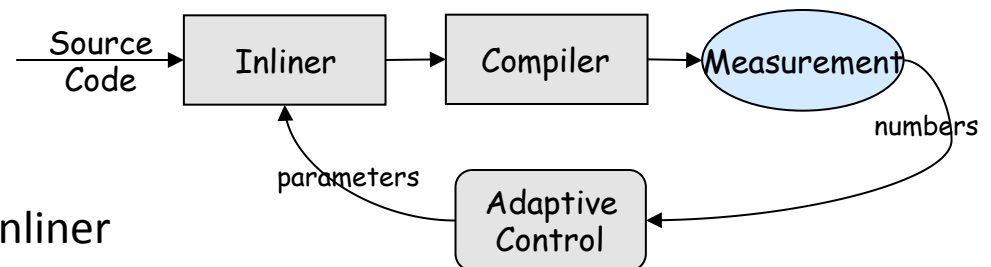 Source
Code
Inliner
Compiler
Measurement
numbers
parameters
Adaptive
Control
nliner